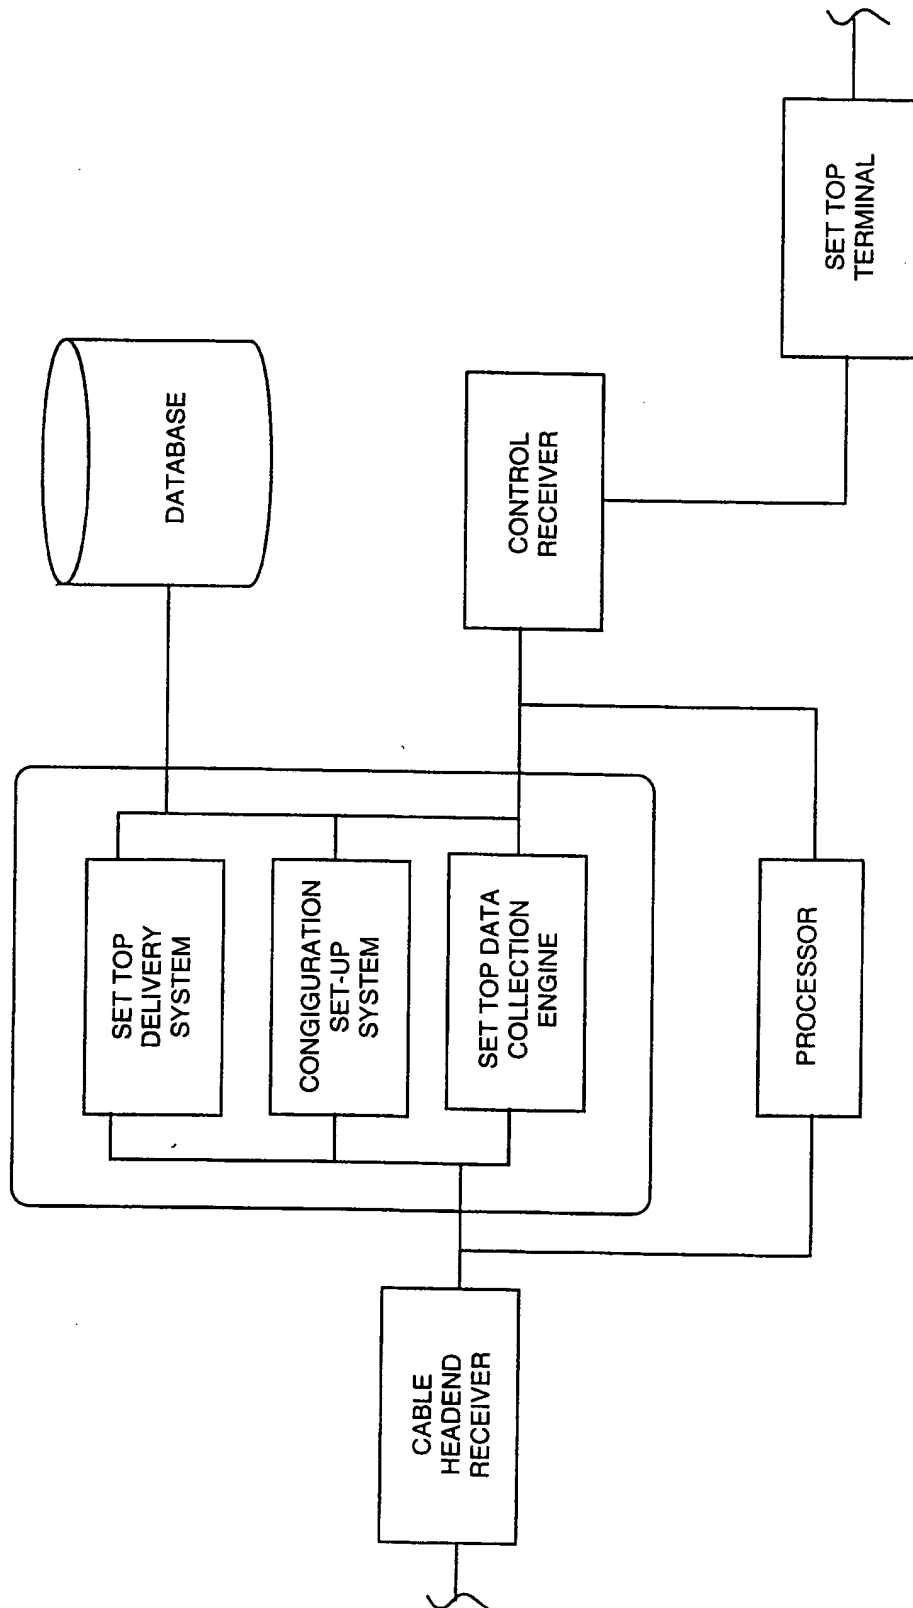 DATABASE
SET TOP
DELIVERY
SYSTEM
CONGIGURATION
SET-UP
SYSTEM
SET TOP DATA
COLLECTION
ENGINE
CABLE
HEADEND
RECEIVER
CONTROL
RECEIVER
PROCESSOR
SET TOP
TERMINAL